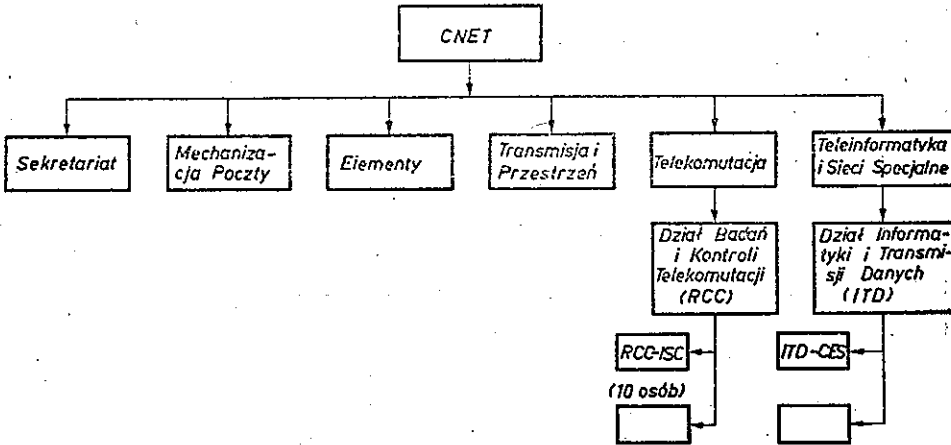 CNET
Sekretariat
Mechaniza-
cja Poczty
Elementy
Transmisja i
Przestrzeń
Telekomutacja
Teleinformatyka
i Sieci Specjalne
Dział Badań
i Kontroli
Telekomutacji
(RCC)
Dział Informa-
tyki i Transmi-
sji Danych
(ITD)
RCC-ISC
ITD-CES
(10 osób)